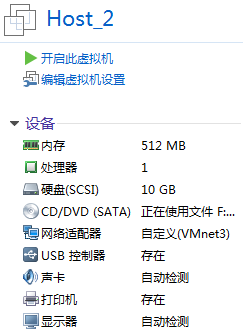 Host_2
开启此虚拟机
编辑虚拟机设置
设备
内存 512 MB
处理器 1
硬盘(SCSI) 10 GB
CD/DVD (SATA) 正在使用文件 F:...
网络适配器 自定义(VMnet3)
USB 控制器 存在
声卡 自动检测
打印机 存在
显示器 自动检测